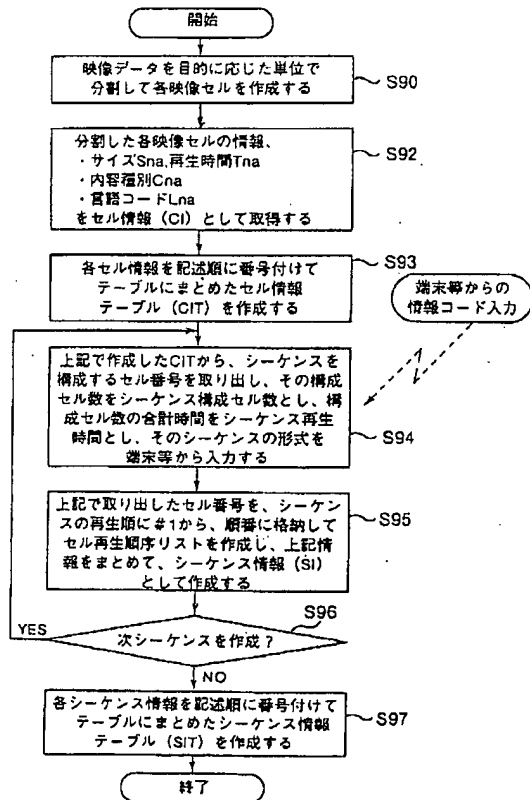 開始
映像データを目的に応じた単位で
分割して各映像セルを作成する
S90
分割した各映像セルの情報、
・サイズSna,再生時間Tna
・内容種別Cna
・言語コードLna
をセル情報（CI）として取得する
S92
各セル情報を記述順に番号付けて
テーブルにまとめたセル情報
テーブル（CIT）を作成する
S93
端末等からの
情報コード入力
上記で作成したCITから、シーケンスを
構成するセル番号を取り出し、その構成
セル数をシーケンス構成セル数とし、構
成セル数の合計時間をシーケンス再生
時間とし、そのシーケンスの形式を
端末等から入力する
S94
上記で取り出したセル番号を、シーケン
スの再生順に#1から、順番に格納して
セル再生順序リストを作成し、上記情
報をまとめて、シーケンス情報（SI）
として作成する
S95
S96
YES
次シーケンスを作成？
NO
各シーケンス情報を記述順に番号付けて
テーブルにまとめたシーケンス情報
テーブル（SIT）を作成する
S97
終了